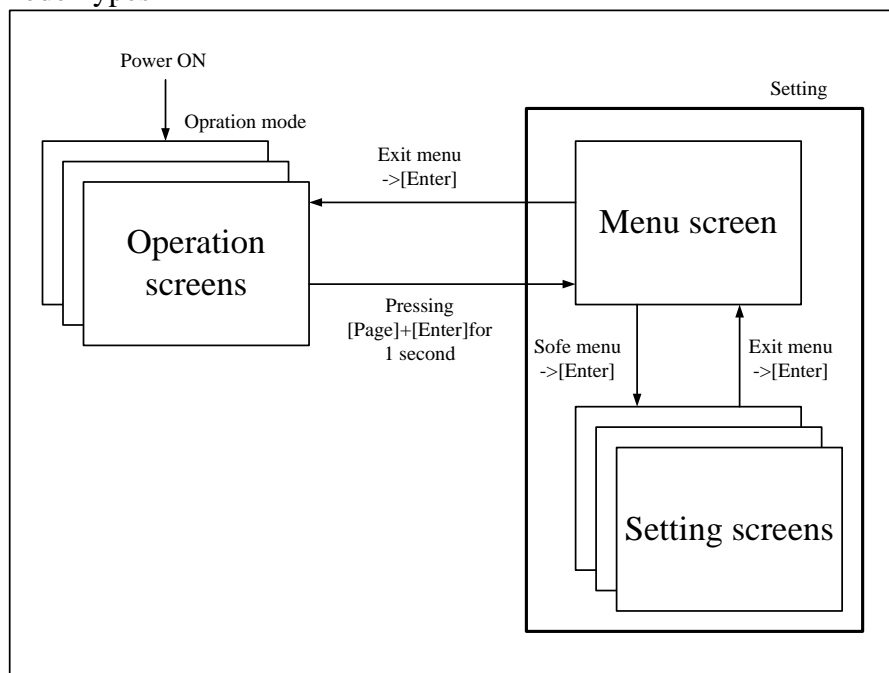 Power ON
Setting
Opration mode
Exit menu
->[Enter]
Menu screen
Operation
screens
Pressing
[Page]+[Enter]for
1 second
Sofe menu
->[Enter]
Exit menu
->[Enter]
Setting screens